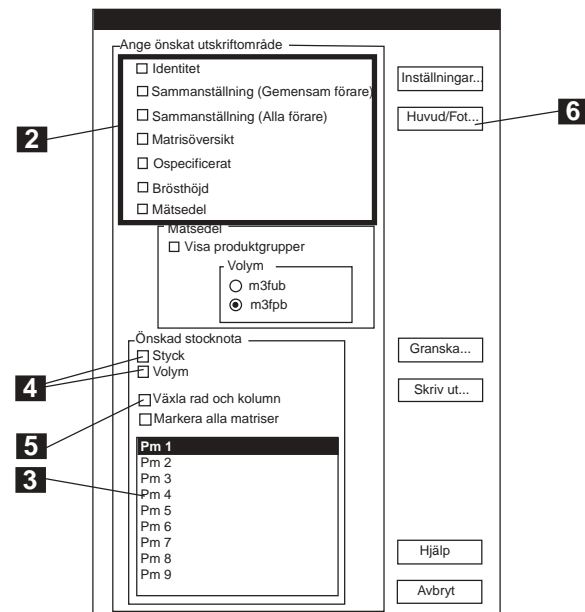 Ange önskat utskriftområde
Identitet
Sammanställning (Gemensam förare)
Sammanställning (Alla förare)
Matrisöversikt
Ospecificerat
Brösthöjd
Mätsedel
2
Inställningar...
Huvud/Fot...
6
Mätsedel
Visa produktgrupper
Volym
m3fub
m3fpb
Önskad stocknota
Styck
Volym
4
Växla rad och kolumn
5
Markera alla matriser
Pm 1
Pm 2
Pm 3
Pm 4
Pm 5
Pm 6
Pm 7
Pm 8
Pm 9
3
Granska...
Skriv ut...
Hjälp
Avbryt